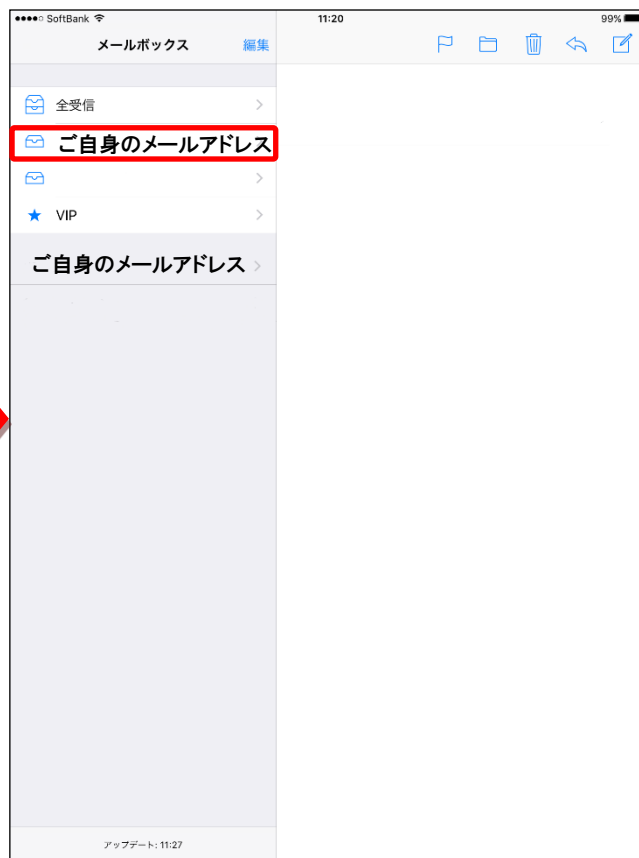 SoftBank 11:20 99%
メールボックス 編集
全受信
ご自身のメールアドレス
VIP
ご自身のメールアドレス
アップデート: 11:27